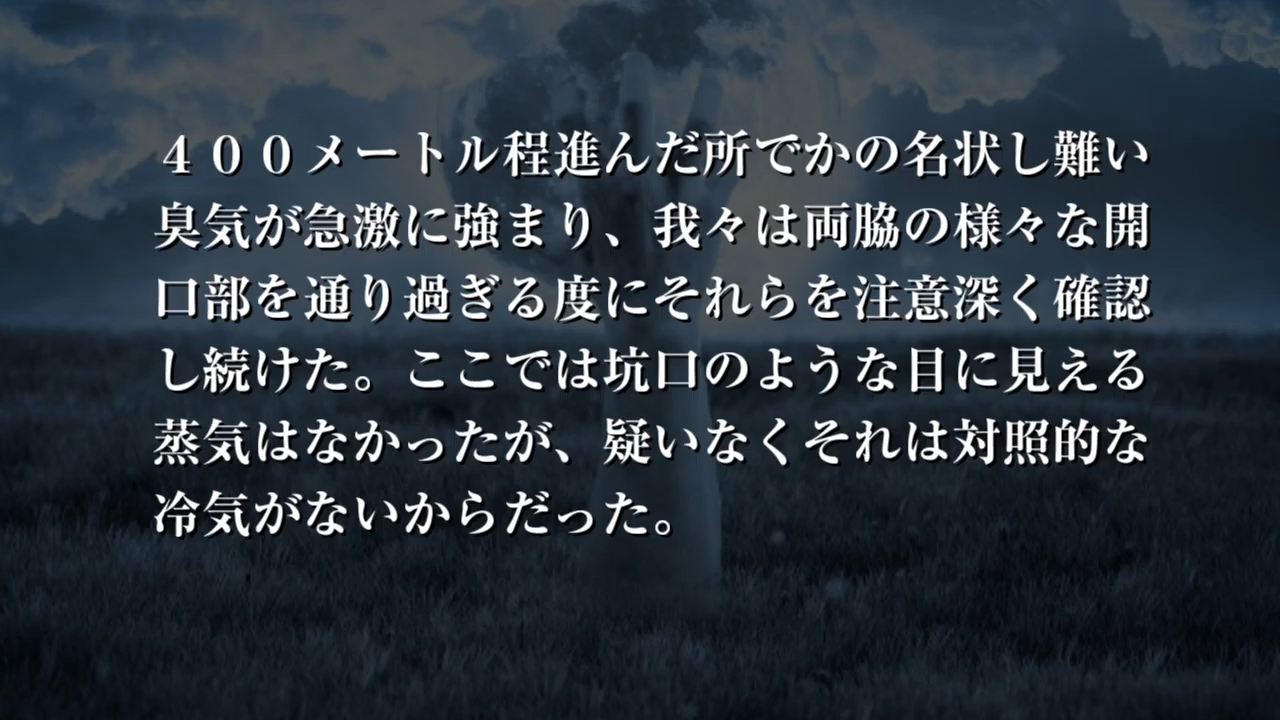 ４００メートル程進んだ所でかの名状し難い
臭気が急激に強まり、我々は両脇の様々な開
口部を通り過ぎる度にそれらを注意深く確認
し続けた。ここでは坑口のような目に見える
蒸気はなかったが、疑いなくそれは対照的な
冷気がないからだった。